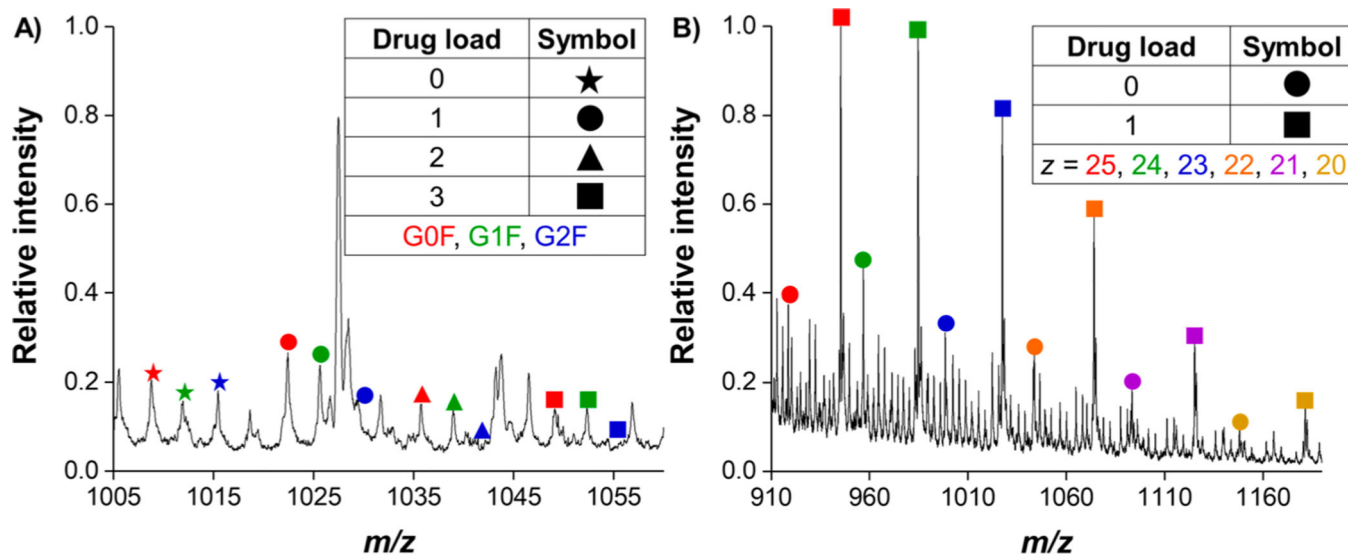 A)
Relative intensity
1.0
0.8
0.6
0.4
0.2
0.0
Drug load Symbol
0 ★
1 ●
2 ▲
3 ■
G0F, G1F, G2F
1005 1015 1025 1035 1045 1055
m/z
B)
Relative intensity
1.0
0.8
0.6
0.4
0.2
0.0
Drug load Symbol
0 ●
1 ■
z = 25, 24, 23, 22, 21, 20
910 960 1010 1060 1110 1160
m/z